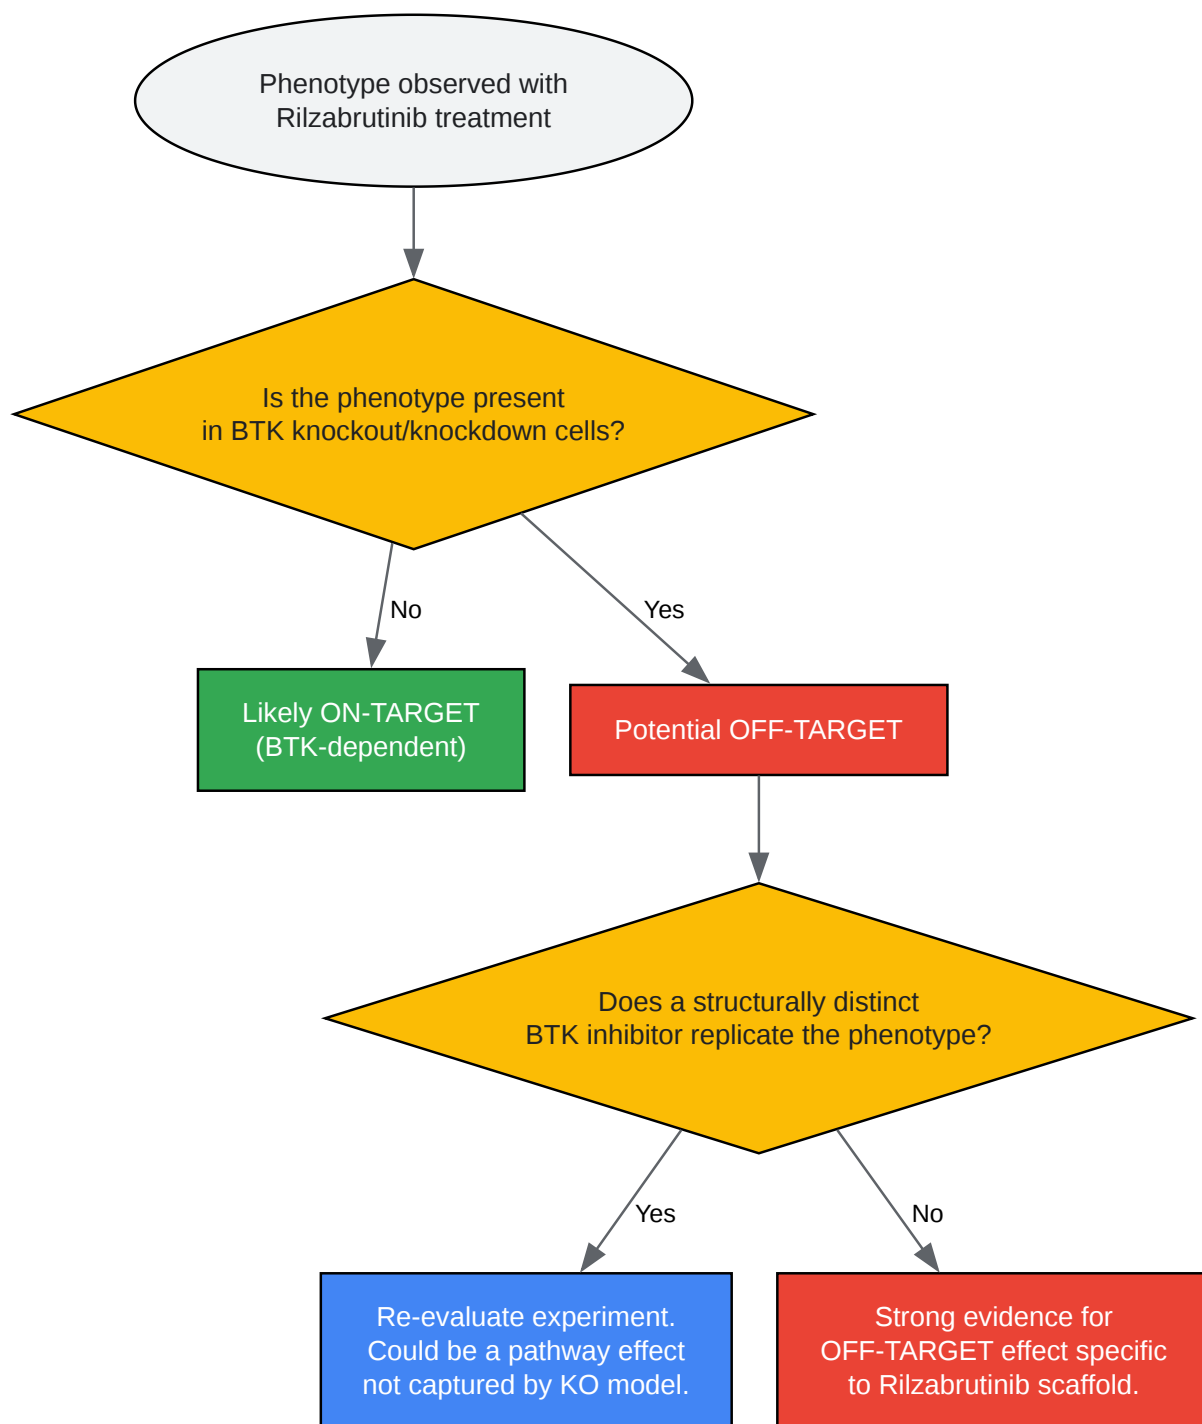 Phenotype observed with
Rilzabrutinib treatment
Is the phenotype present
in BTK knockout/knockdown cells?
No
Yes
Likely ON-TARGET
(BTK-dependent)
Potential OFF-TARGET
Does a structurally distinct
BTK inhibitor replicate the phenotype?
Yes
No
Re-evaluate experiment.
Could be a pathway effect
not captured by KO model.
Strong evidence for
OFF-TARGET effect specific
to Rilzabrutinib scaffold.